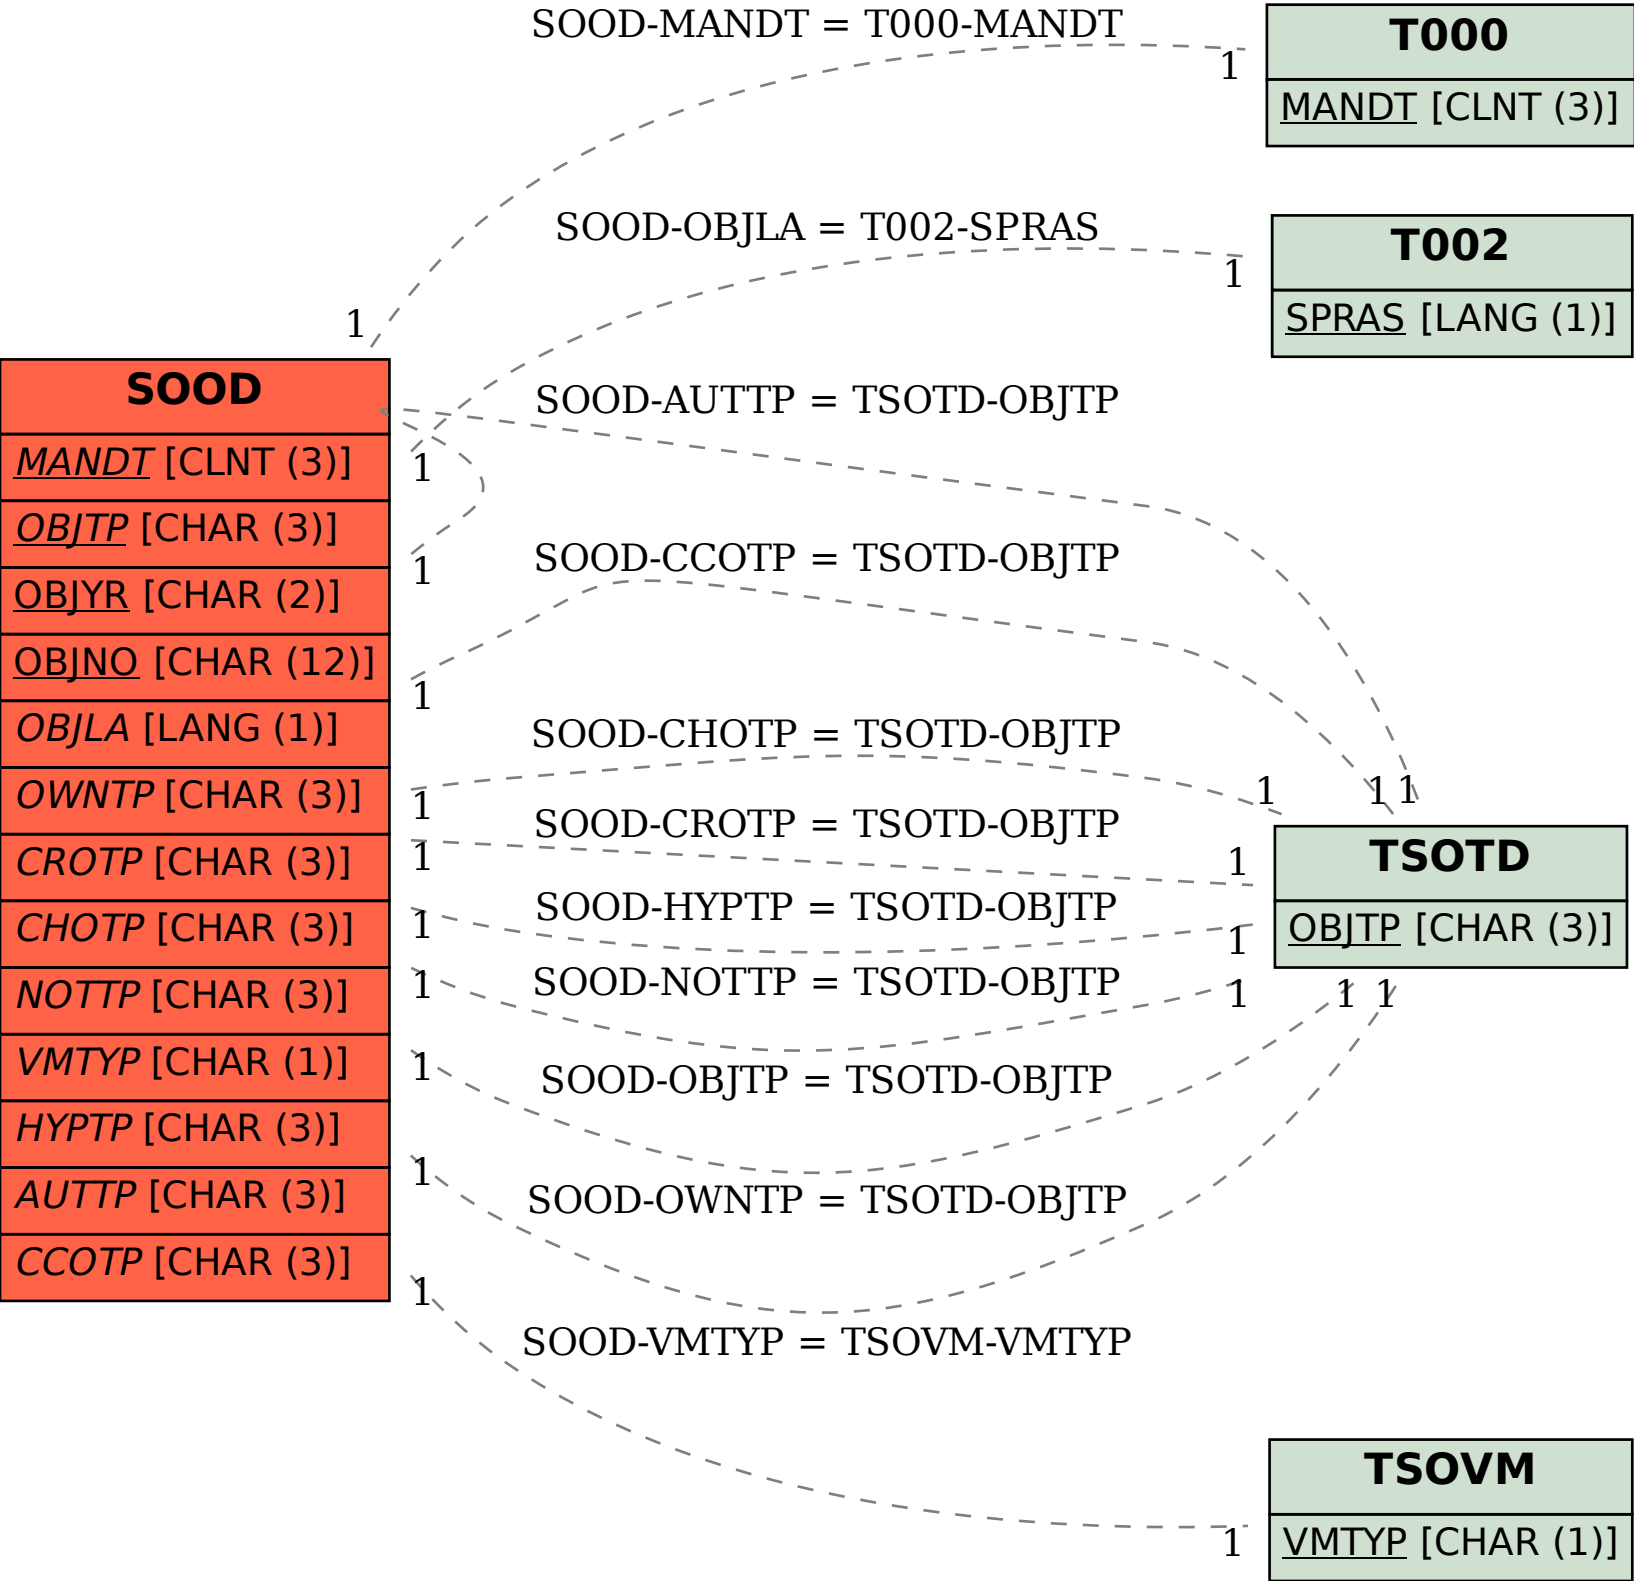 SOOD-MANDT = T000-MANDT
T000
1
MANDT [CLNT (3)]
SOOD-OBJLA = T002-SPRAS
T002
1
SPRAS [LANG (1)]
1
SOOD
MANDT [CLNT (3)]
OBJTP [CHAR (3)]
OBJYR [CHAR (2)]
OBJNO [CHAR (12)]
OBJLA [LANG (1)]
OWNTP [CHAR (3)]
CROTP [CHAR (3)]
CHOTP [CHAR (3)]
NOTTP [CHAR (3)]
VMTYP [CHAR (1)]
HYPTP [CHAR (3)]
AUTTP [CHAR (3)]
CCOTP [CHAR (3)]
SOOD-AUTTP = TSOTD-OBJTP
1
SOOD-CCOTP = TSOTD-OBJTP
1
1
SOOD-CHOTP = TSOTD-OBJTP
1 1 1
1
SOOD-CROTP = TSOTD-OBJTP
1
1
SOOD-HYPTP = TSOTD-OBJTP
1
1
SOOD-NOTTP = TSOTD-OBJTP
1
1 1 1
TSOTD
OBJTP [CHAR (3)]
SOOD-OBJTP = TSOTD-OBJTP
1
SOOD-OWNTP = TSOTD-OBJTP
1
1
SOOD-VMTYP = TSOVM-VMTYP
TSOVM
1
VMTYP [CHAR (1)]